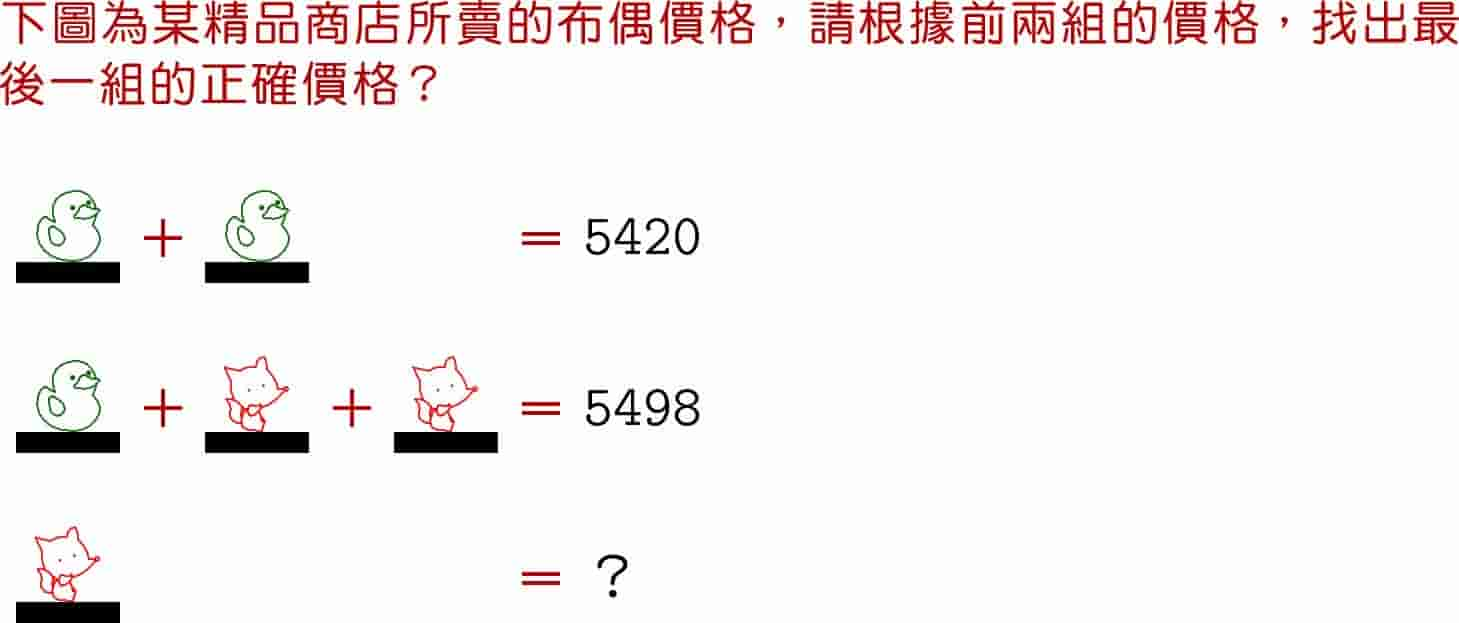 下圖為某精品商店所賣的布偶價格，請根據前兩組的價格，找出最
後一組的正確價格？
+ = 5420
+ + = 5498
= ?